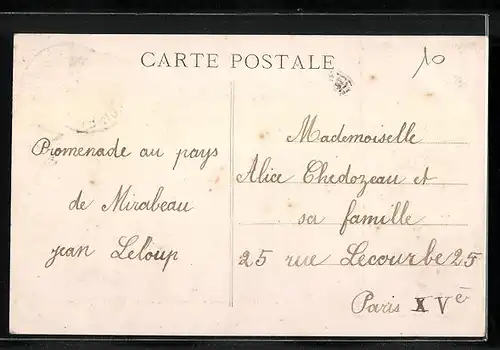 CARTE POSTALE
10
Promenade au pays
de Mirabeau
Jean Leloup
Mademoiselle
Alice Chedozeau et
sa famille
25 rue Lecourbe 25
Paris XVe